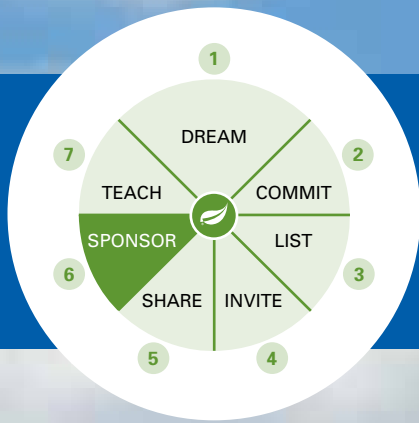 1
DREAM
2
COMMIT
3
LIST
4
INVITE
5
SHARE
6
SPONSOR
7
TEACH